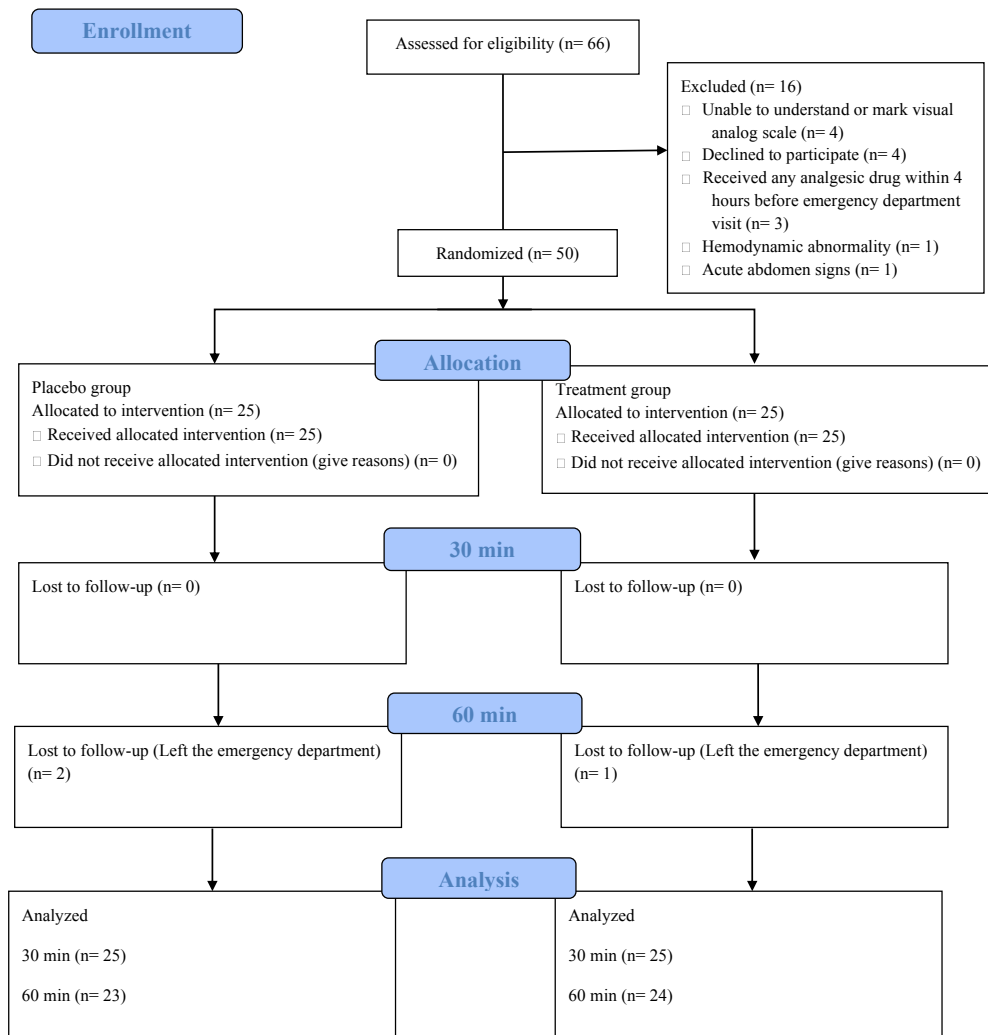 Enrollment
Assessed for eligibility (n= 66)
Excluded (n= 16)
□ Unable to understand or mark visual
analog scale (n= 4)
□ Declined to participate (n= 4)
□ Received any analgesic drug within 4
hours before emergency department
visit (n= 3)
□ Hemodynamic abnormality (n= 1)
□ Acute abdomen signs (n= 1)
Randomized (n= 50)
Allocation
Placebo group
Allocated to intervention (n= 25)
□ Received allocated intervention (n= 25)
□ Did not receive allocated intervention (give reasons) (n= 0)
Treatment group
Allocated to intervention (n= 25)
□ Received allocated intervention (n= 25)
□ Did not receive allocated intervention (give reasons) (n= 0)
30 min
Lost to follow-up (n= 0)
Lost to follow-up (n= 0)
60 min
Lost to follow-up (Left the emergency department)
(n= 2)
Lost to follow-up (Left the emergency department)
(n= 1)
Analysis
Analyzed
30 min (n= 25)
60 min (n= 23)
Analyzed
30 min (n= 25)
60 min (n= 24)